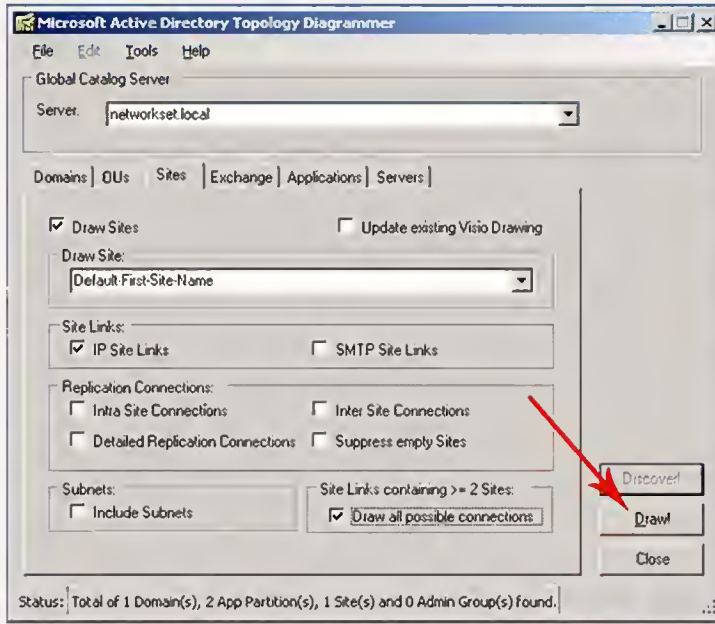 Microsoft Active Directory Topology Diagrammer
File Edit Tools Help
Global Catalog Server
Server. networkset.local
Domains OUs Sites Exchange Applications Servers
Draw Sites Update existing Visio Drawing
Draw Site:
Default-First-Site-Name
Site Links:
IP Site Links SMTP Site Links
Replication Connections:
Intra Site Connections Inter Site Connections
Detailed Replication Connections Suppress empty Sites
Subnets: Site Links containing >= 2 Sites:
Include Subnets Draw all possible connections
Discover!
Draw!
Close
Status: Total of 1 Domain(s), 2 App Partition(s), 1 Site(s) and 0 Admin Group(s) found.